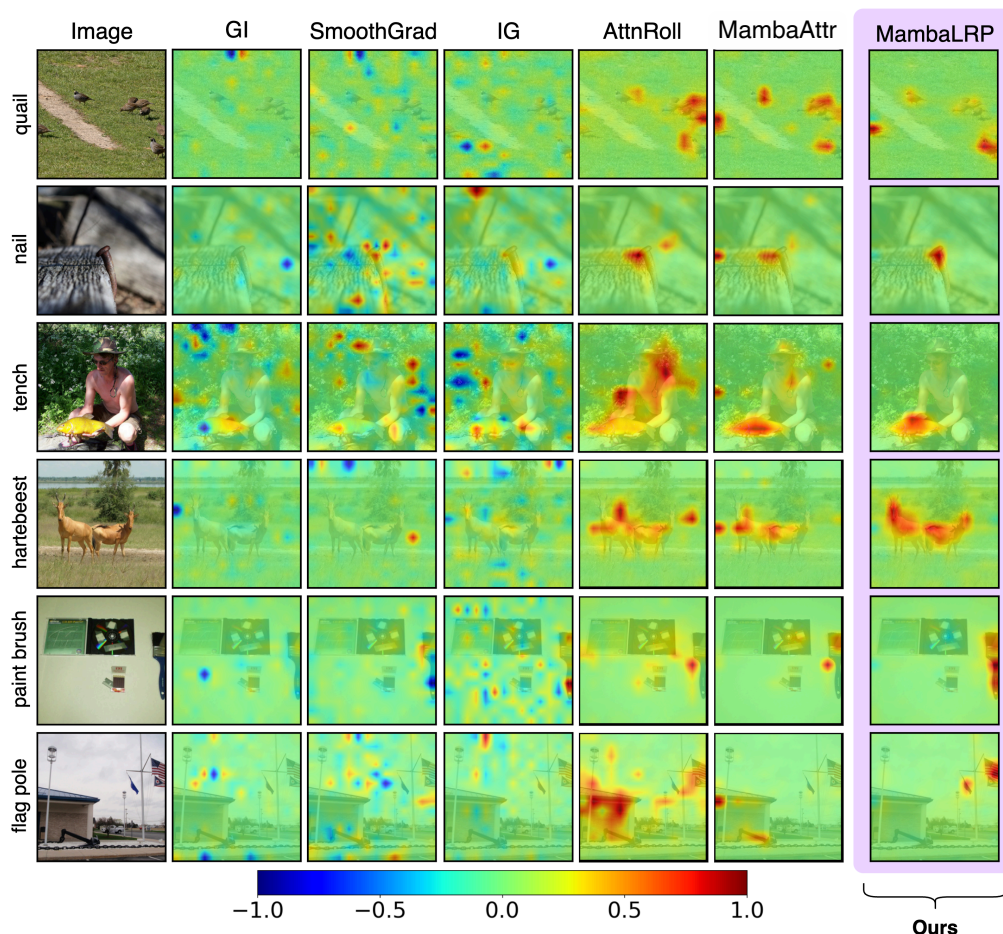 Image GI SmoothGrad IG AttnRoll MambaAttr MambaLRP
quail
nail
tench
hartebeest
paint brush
flag pole
−1.0 −0.5 0.0 0.5 1.0
Ours